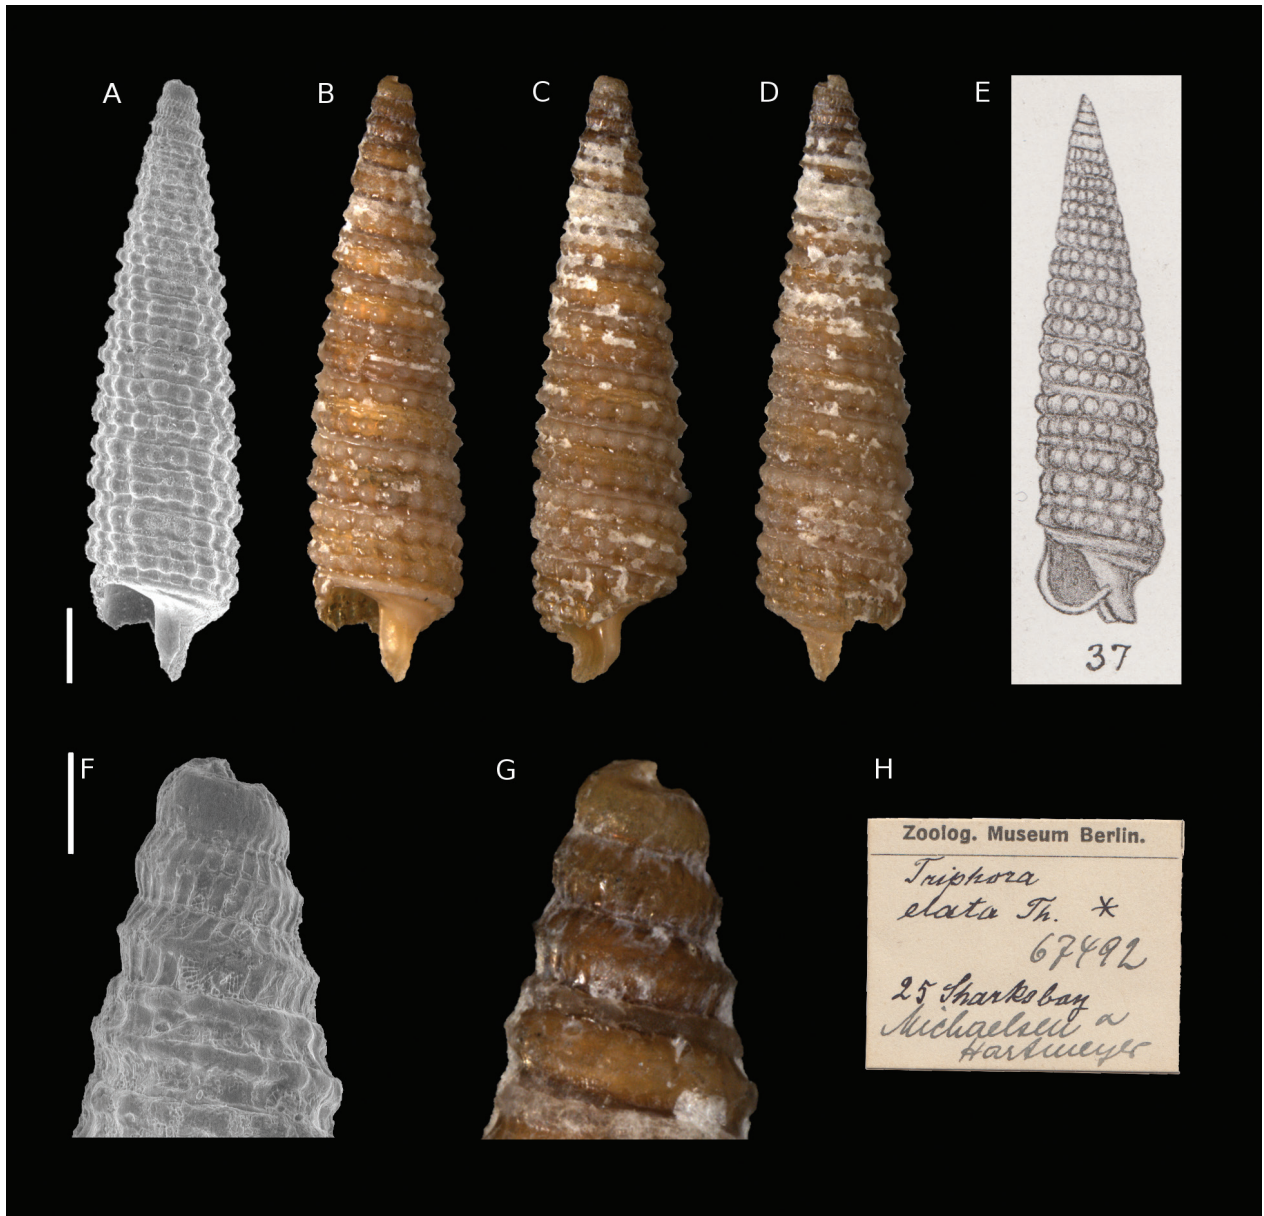 A
B
C
D
E
37
F
G
H
Zoolog. Museum Berlin.
Triphora
elata Th. *
67492
25 Sharksbay
Michaelsen &
Hartmeyer